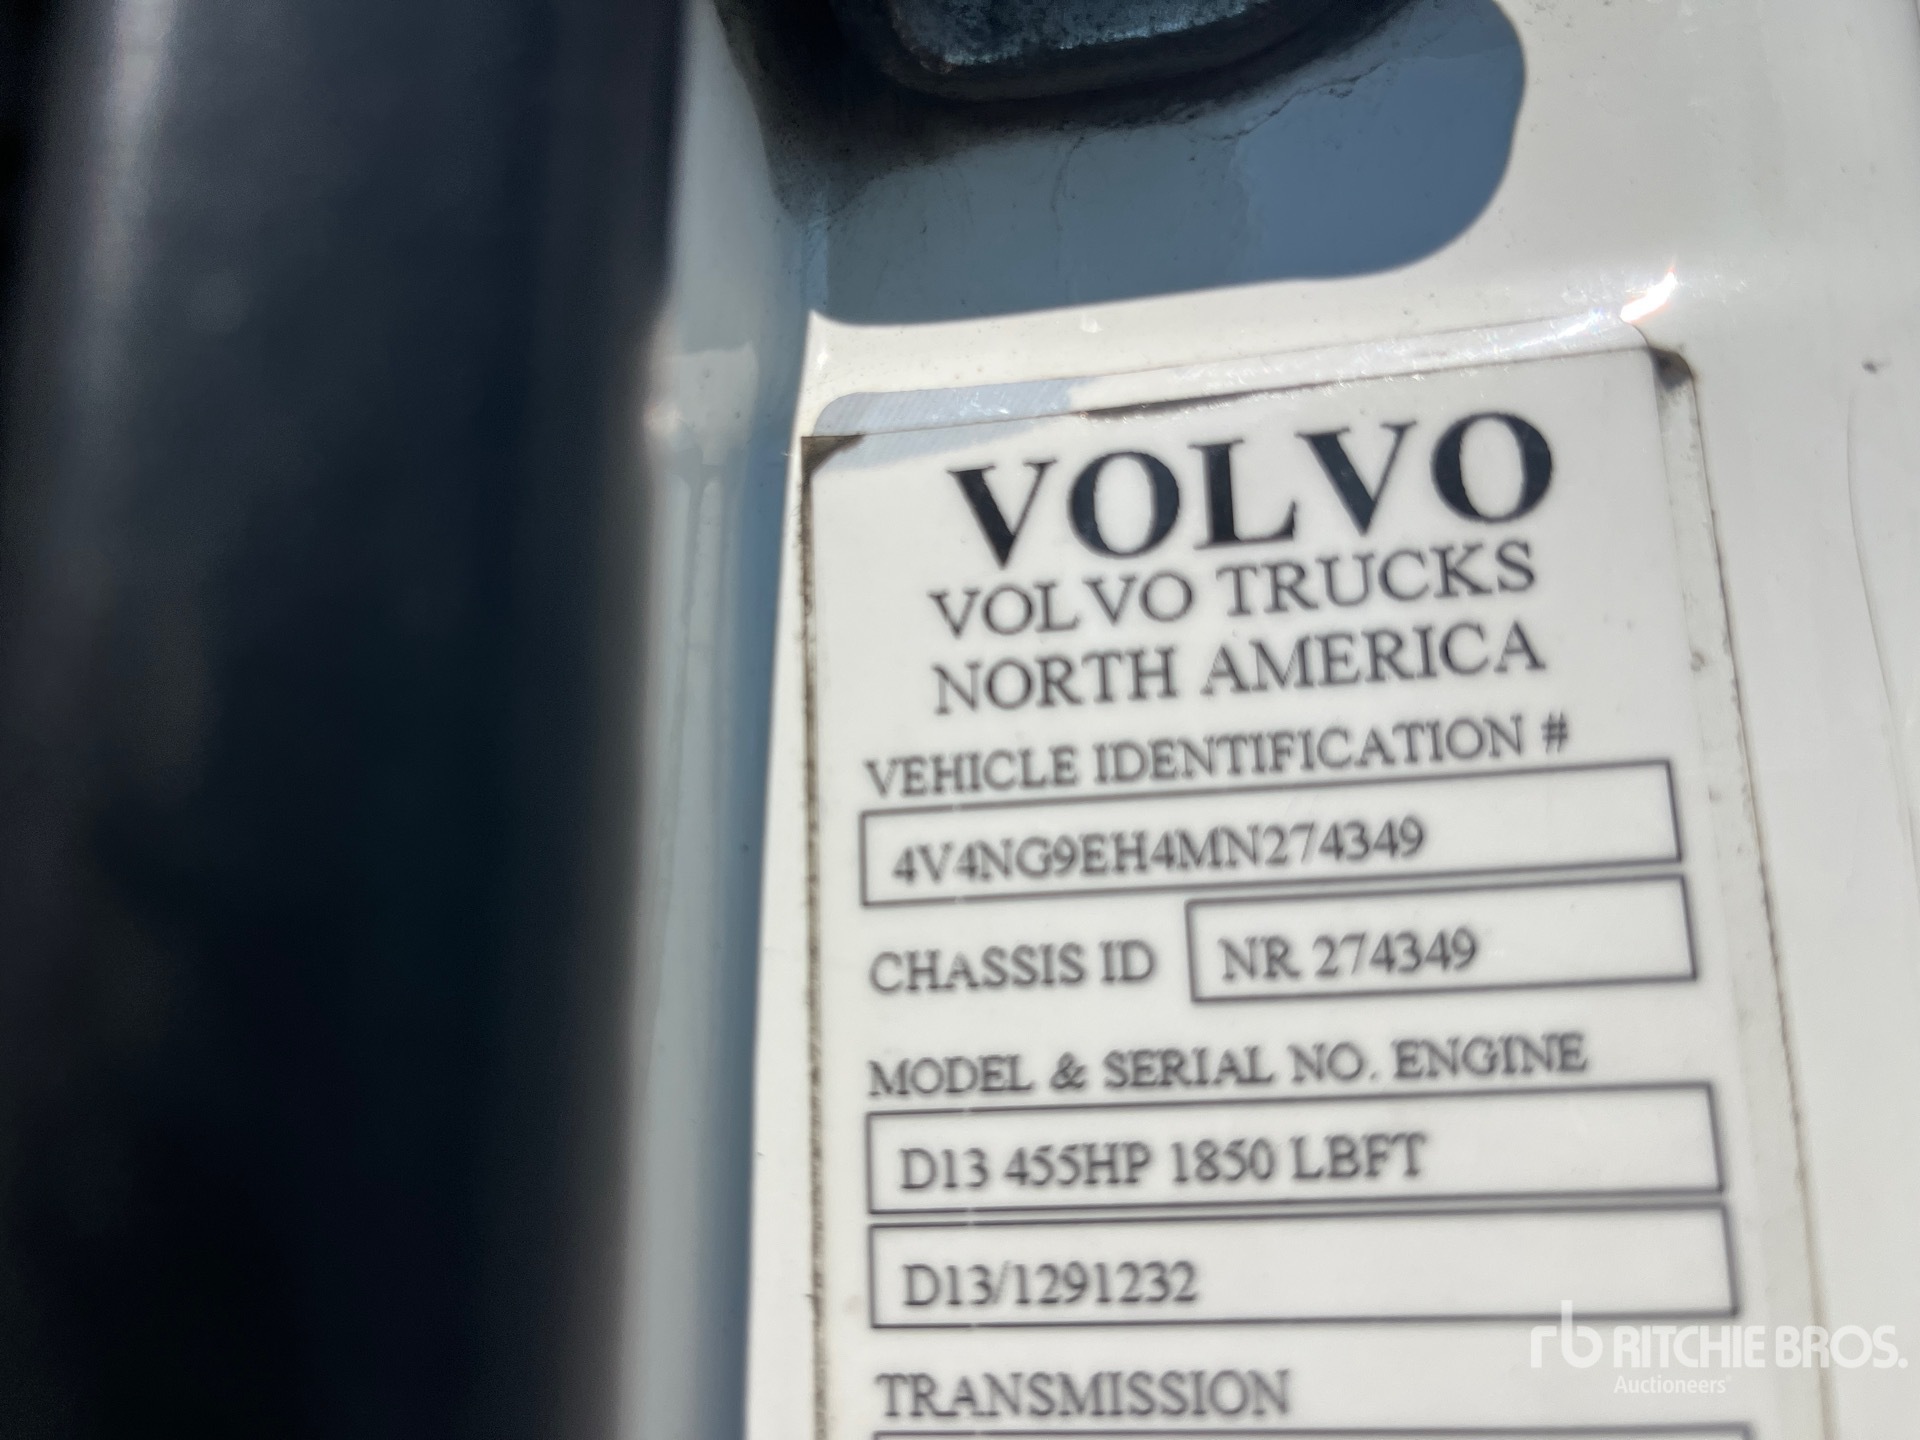 VOLVO
VOLVO TRUCKS
NORTH AMERICA
VEHICLE IDENTIFICATION #
4V4NG9EH4MN274349
CHASSIS ID NR 274349
MODEL & SERIAL NO. ENGINE
D13 455HP 1850 LBFT
D13/1291232
TRANSMISSION
rb RITCHIE BROS.
Auctioneers